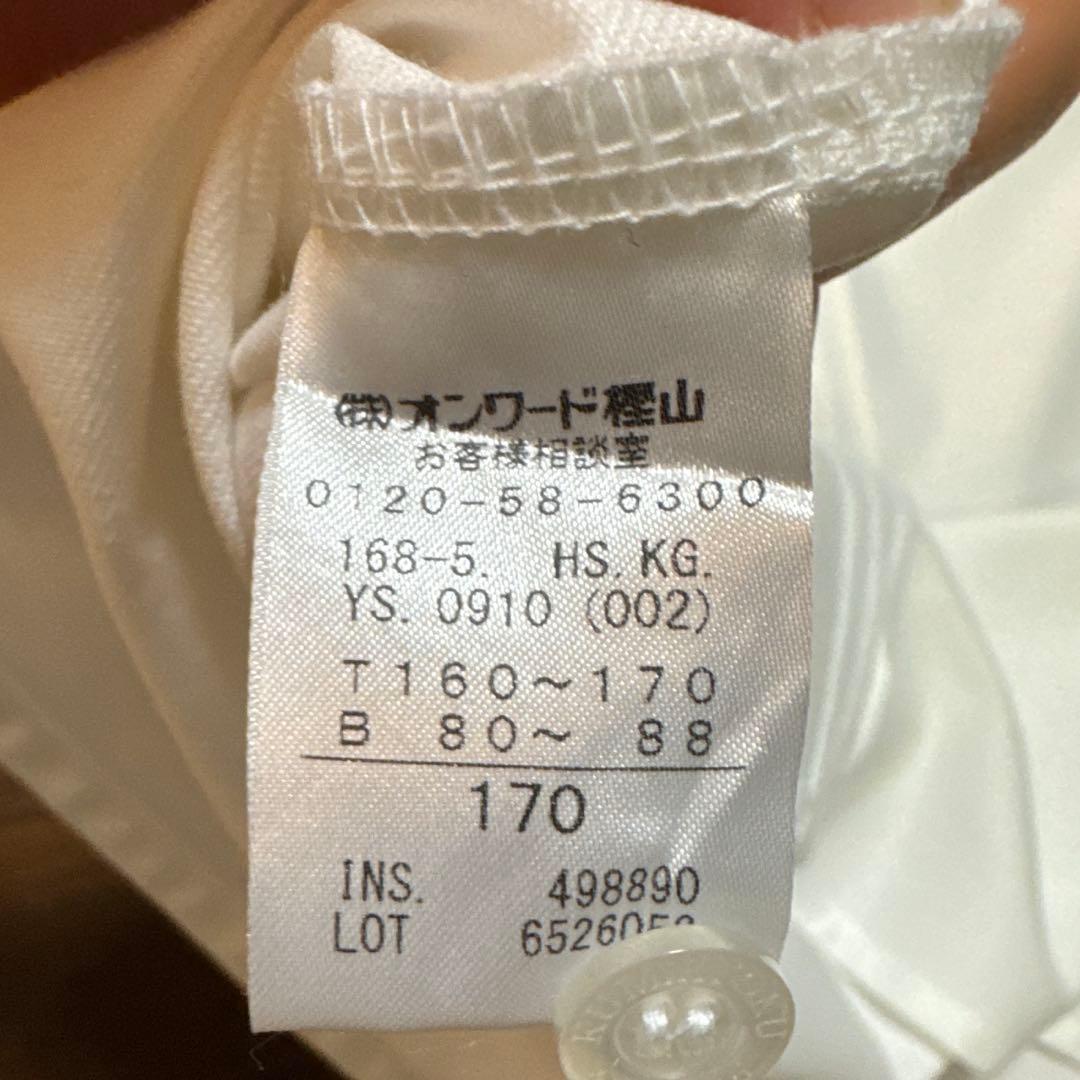 ㈱オンワード樫山
お客様相談室
0120-58-6300
168-5. HS. KG.
YS. 0910 (002)
T160~170
B 80~ 88
170
INS. 498890
LOT